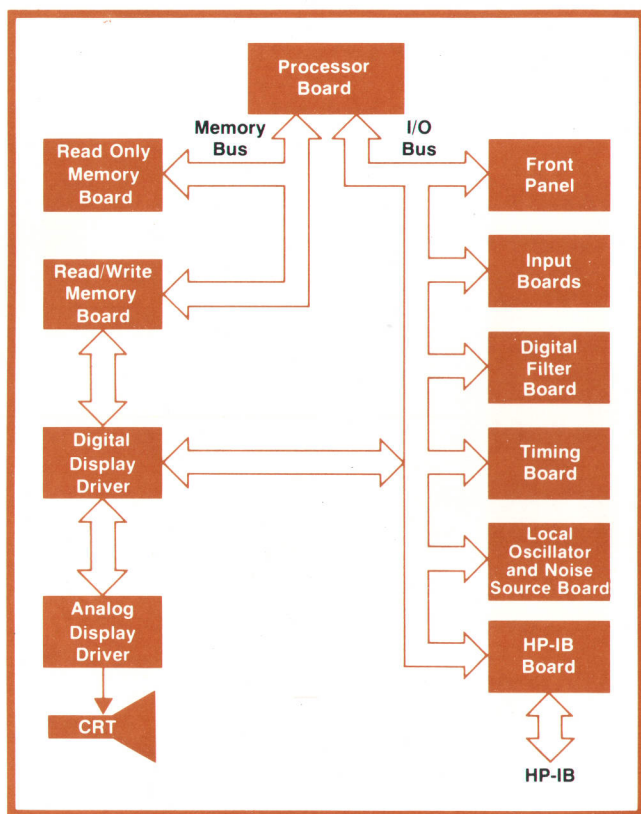 Processor
Board
Memory
Bus
I/O
Bus
Read Only
Memory
Board
Front
Panel
Read/Write
Memory
Board
Input
Boards
Digital
Filter
Board
Digital
Display
Driver
Timing
Board
Local
Oscillator
and Noise
Source Board
Analog
Display
Driver
HP-IB
Board
CRT
HP-IB